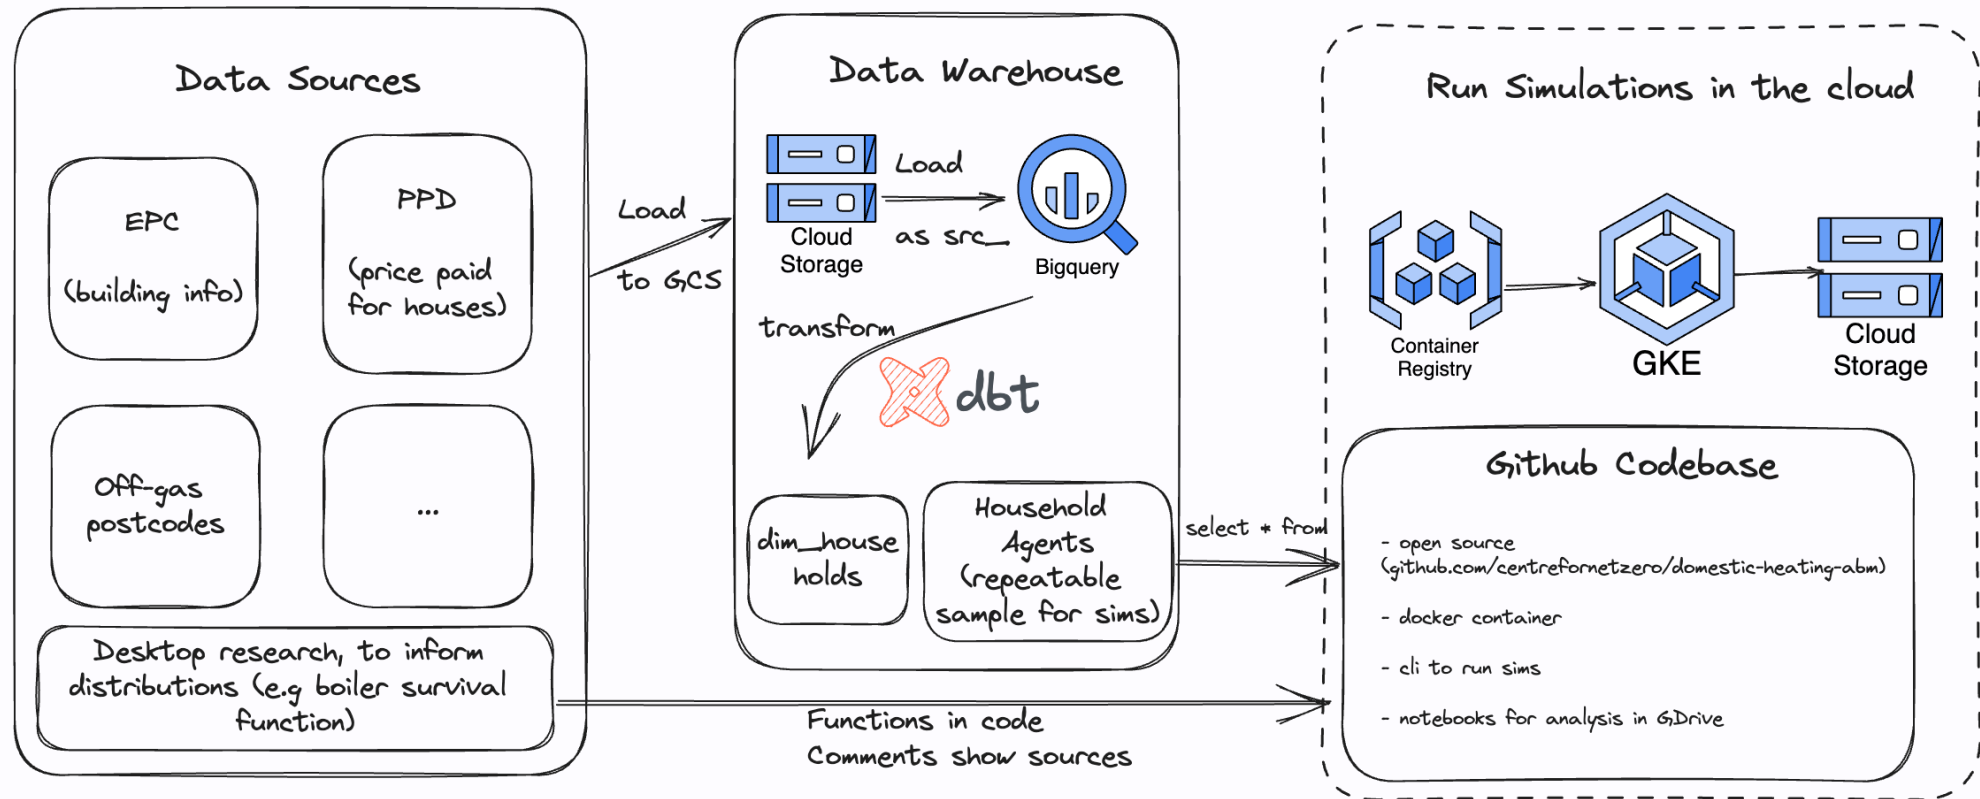 Data Sources
EPC
(building info)
PPD
(price paid
for houses)
Off-gas
postcodes
...
Desktop research, to inform
distributions (e.g boiler survival
function)
Load
to GCS
Data Warehouse
Cloud
Storage
Load
as src_
Bigquery
transform
dbt
dim_house
holds
Household
Agents
(repeatable
sample for sims)
select * from
Functions in code
Comments show sources
Run Simulations in the cloud
Container
Registry
GKE
Cloud
Storage
Github Codebase
- open source
(github.com/centrefornetzero/domestic-heating-abm)
- docker container
- cli to run sims
- notebooks for analysis in GDrive